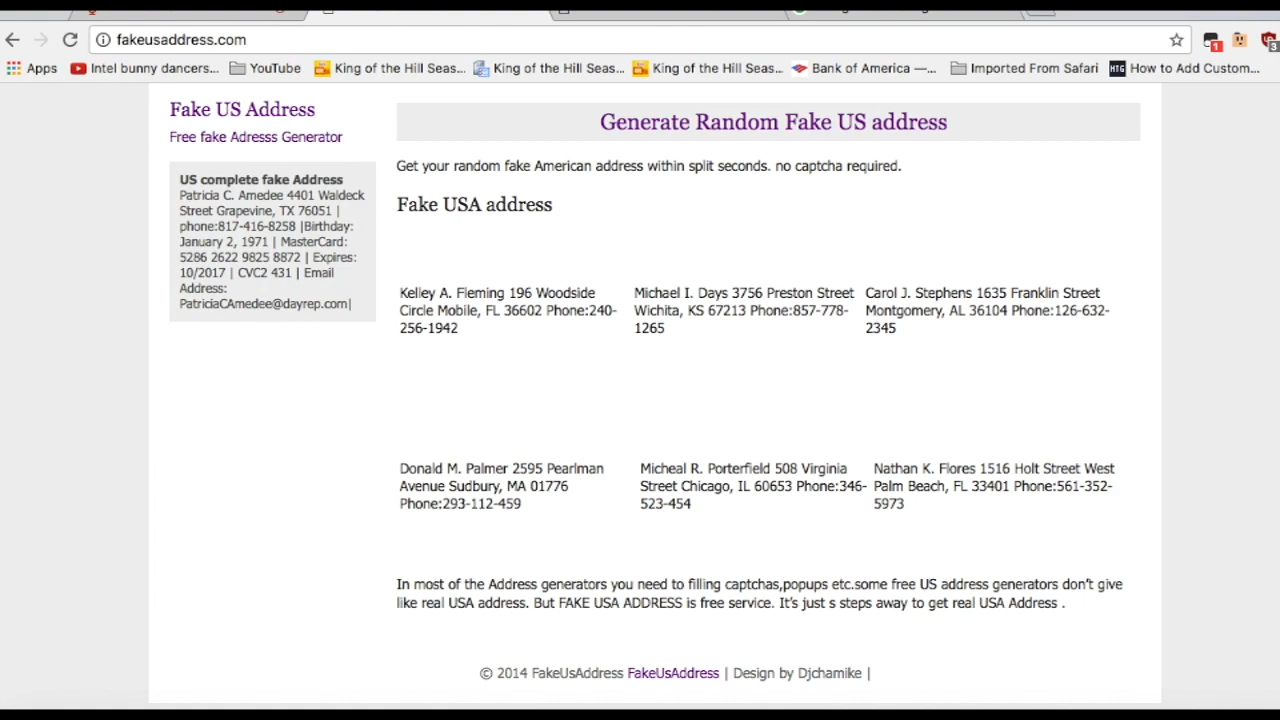 fakeusaddress.com
1
3
Apps
Intel bunny dancers...
YouTube
King of the Hill Seas...
King of the Hill Seas...
King of the Hill Seas...
Bank of America —...
Imported From Safari
HTG
How to Add Custom...
Fake US Address
Free fake Adresss Generator
US complete fake Address
Patricia C. Amedee 4401 Waldeck
Street Grapevine, TX 76051 |
phone:817-416-8258 |Birthday:
January 2, 1971 | MasterCard:
5286 2622 9825 8872 | Expires:
10/2017 | CVC2 431 | Email
Address:
PatriciaCAmedee@dayrep.com|
Generate Random Fake US address
Get your random fake American address within split seconds. no captcha required.
Fake USA address
Kelley A. Fleming 196 Woodside
Circle Mobile, FL 36602 Phone:240-
256-1942
Michael I. Days 3756 Preston Street
Wichita, KS 67213 Phone:857-778-
1265
Carol J. Stephens 1635 Franklin Street
Montgomery, AL 36104 Phone:126-632-
2345
Donald M. Palmer 2595 Pearlman
Avenue Sudbury, MA 01776
Phone:293-112-459
Micheal R. Porterfield 508 Virginia
Street Chicago, IL 60653 Phone:346-
523-454
Nathan K. Flores 1516 Holt Street West
Palm Beach, FL 33401 Phone:561-352-
5973
In most of the Address generators you need to filling captchas,popups etc.some free US address generators don't give
like real USA address. But FAKE USA ADDRESS is free service. It's just s steps away to get real USA Address .
© 2014 FakeUsAddress FakeUsAddress | Design by Djchamike |